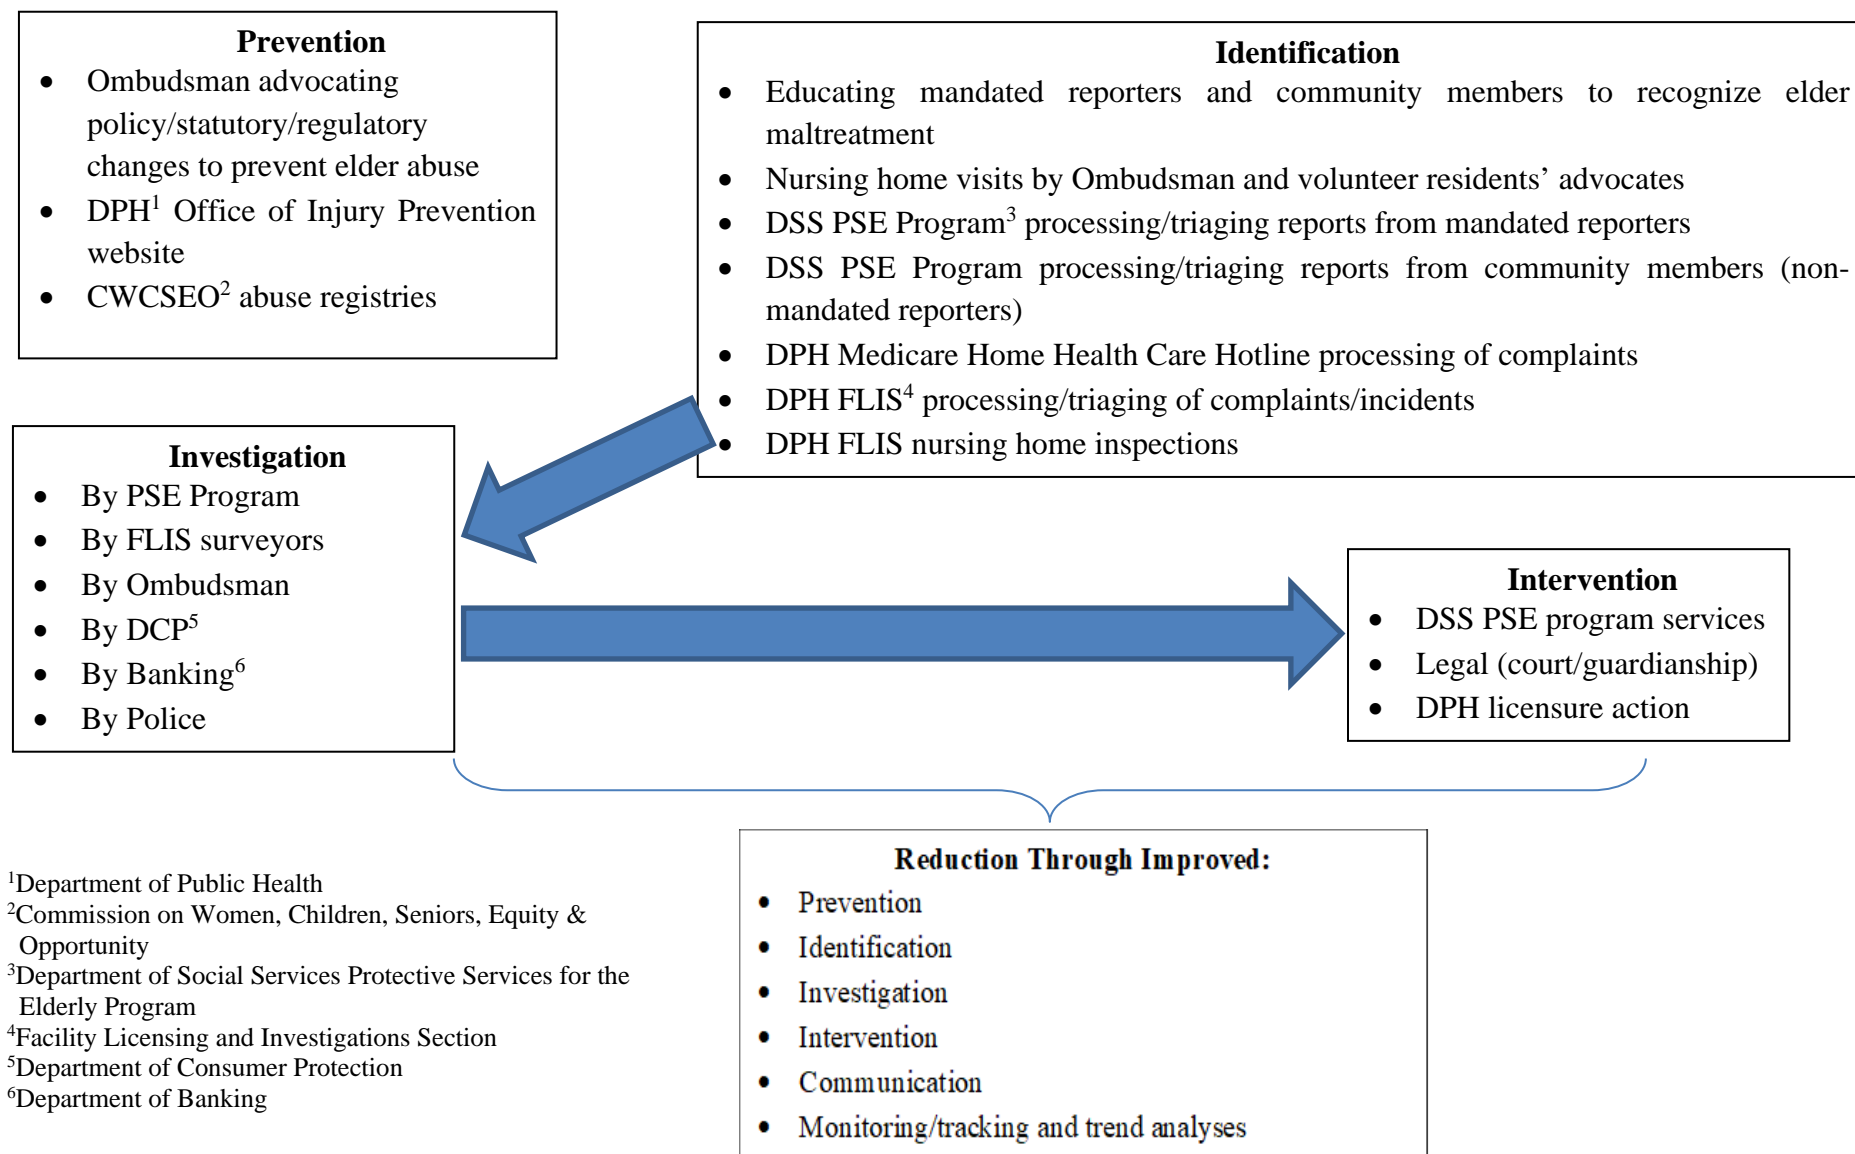 Prevention
• Ombudsman advocating
policy/statutory/regulatory
changes to prevent elder abuse
• DPH¹ Office of Injury Prevention
website
• CWCSEO² abuse registries
Identification
• Educating mandated reporters and community members to recognize elder
maltreatment
• Nursing home visits by Ombudsman and volunteer residents’ advocates
• DSS PSE Program³ processing/triaging reports from mandated reporters
• DSS PSE Program processing/triaging reports from community members (non-
mandated reporters)
• DPH Medicare Home Health Care Hotline processing of complaints
• DPH FLIS⁴ processing/triaging of complaints/incidents
• DPH FLIS nursing home inspections
Investigation
• By PSE Program
• By FLIS surveyors
• By Ombudsman
• By DCP⁵
• By Banking⁶
• By Police
Intervention
• DSS PSE program services
• Legal (court/guardianship)
• DPH licensure action
Reduction Through Improved:
• Prevention
• Identification
• Investigation
• Intervention
• Communication
• Monitoring/tracking and trend analyses
¹Department of Public Health
²Commission on Women, Children, Seniors, Equity &
Opportunity
³Department of Social Services Protective Services for the
Elderly Program
⁴Facility Licensing and Investigations Section
⁵Department of Consumer Protection
⁶Department of Banking